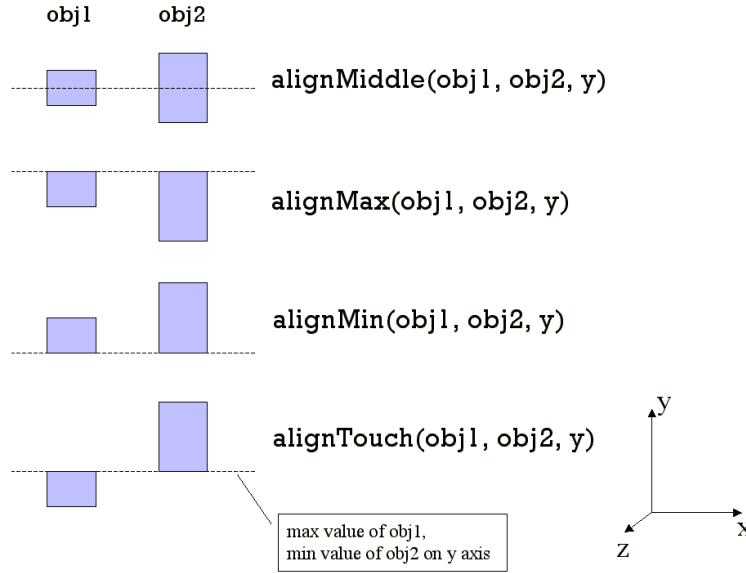 obj1 obj2
alignMiddle(obj1, obj2, y)
alignMax(obj1, obj2, y)
alignMin(obj1, obj2, y)
alignTouch(obj1, obj2, y)
max value of obj1,
min value of obj2 on y axis
y
x
z